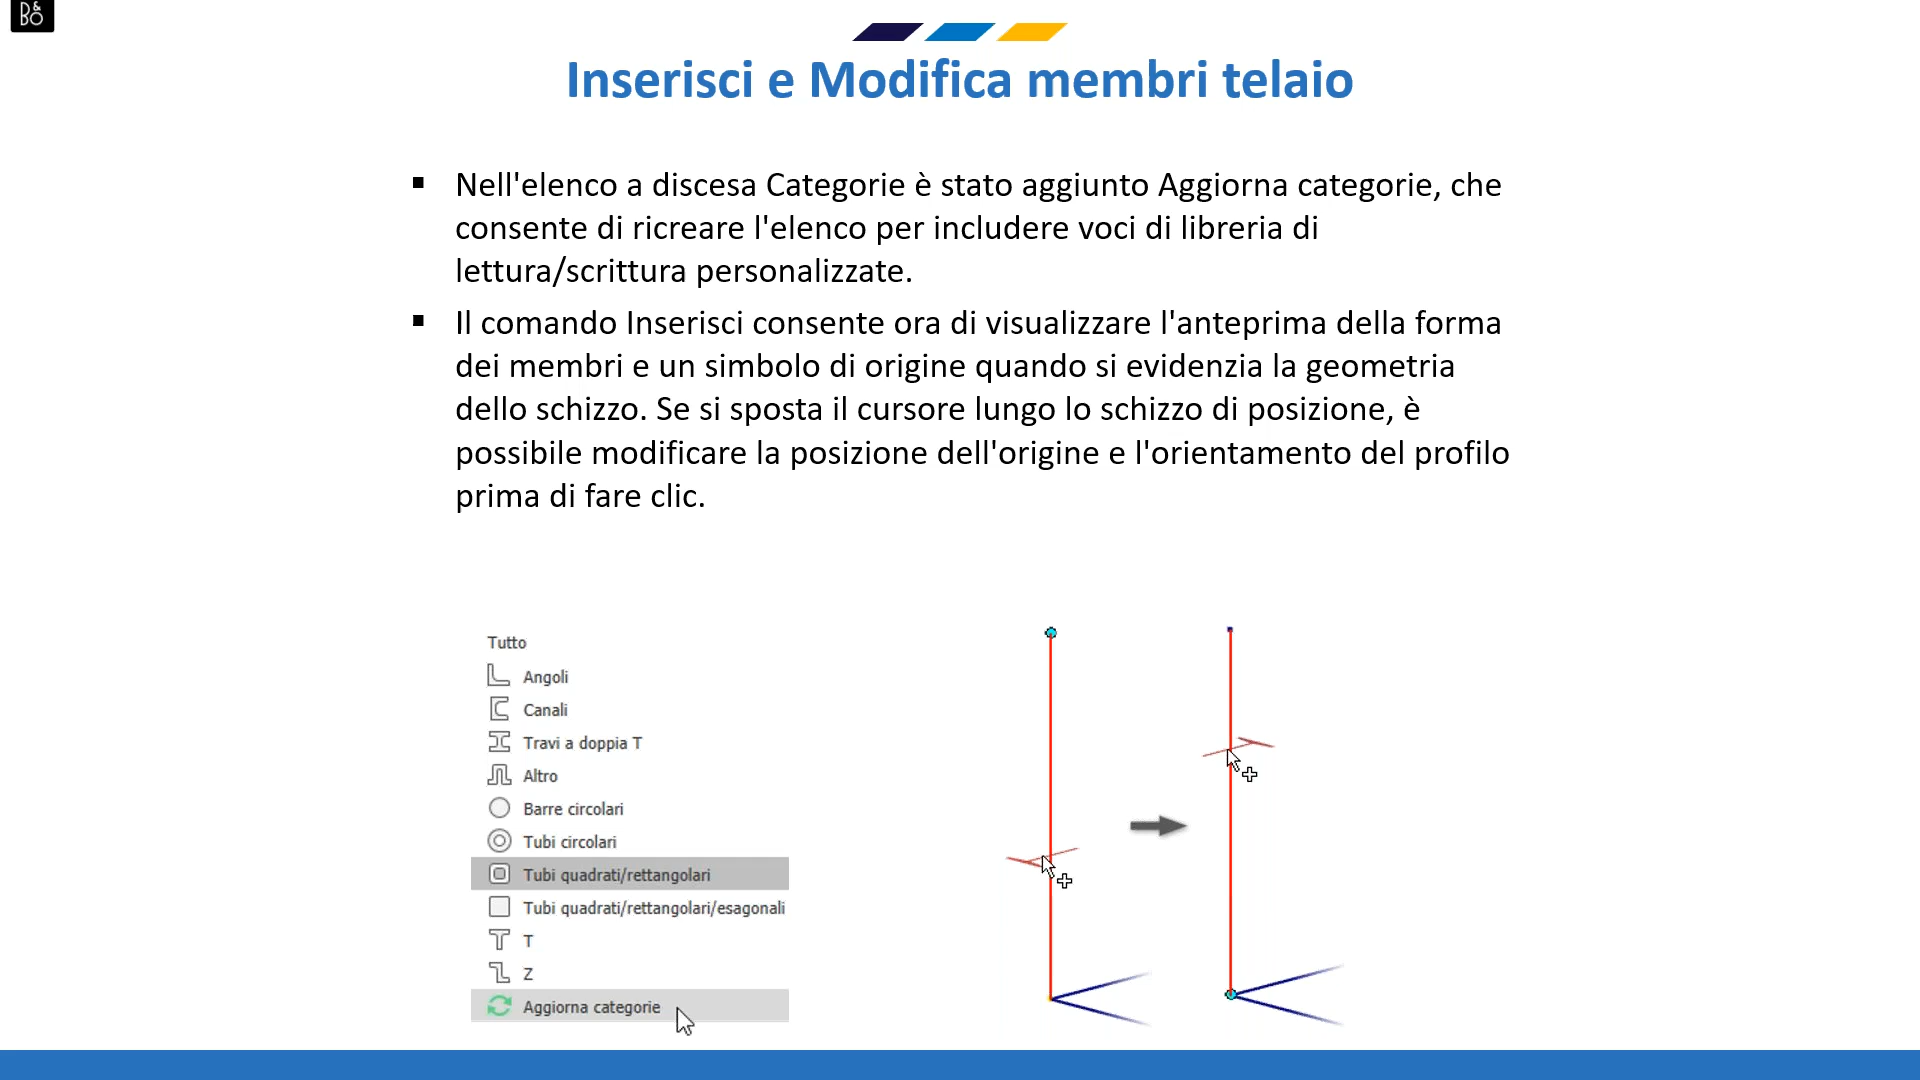 B&O
Inserisci e Modifica membri telaio
▪ Nell'elenco a discesa Categorie è stato aggiunto Aggiorna categorie, che
consente di ricreare l'elenco per includere voci di libreria di
lettura/scrittura personalizzate.
▪ Il comando Inserisci consente ora di visualizzare l'anteprima della forma
dei membri e un simbolo di origine quando si evidenzia la geometria
dello schizzo. Se si sposta il cursore lungo lo schizzo di posizione, è
possibile modificare la posizione dell'origine e l'orientamento del profilo
prima di fare clic.
Tutto
Angoli
Canali
Travi a doppia T
Altro
Barre circolari
Tubi circolari
Tubi quadrati/rettangolari
Tubi quadrati/rettangolari/esagonali
T
Z
Aggiorna categorie